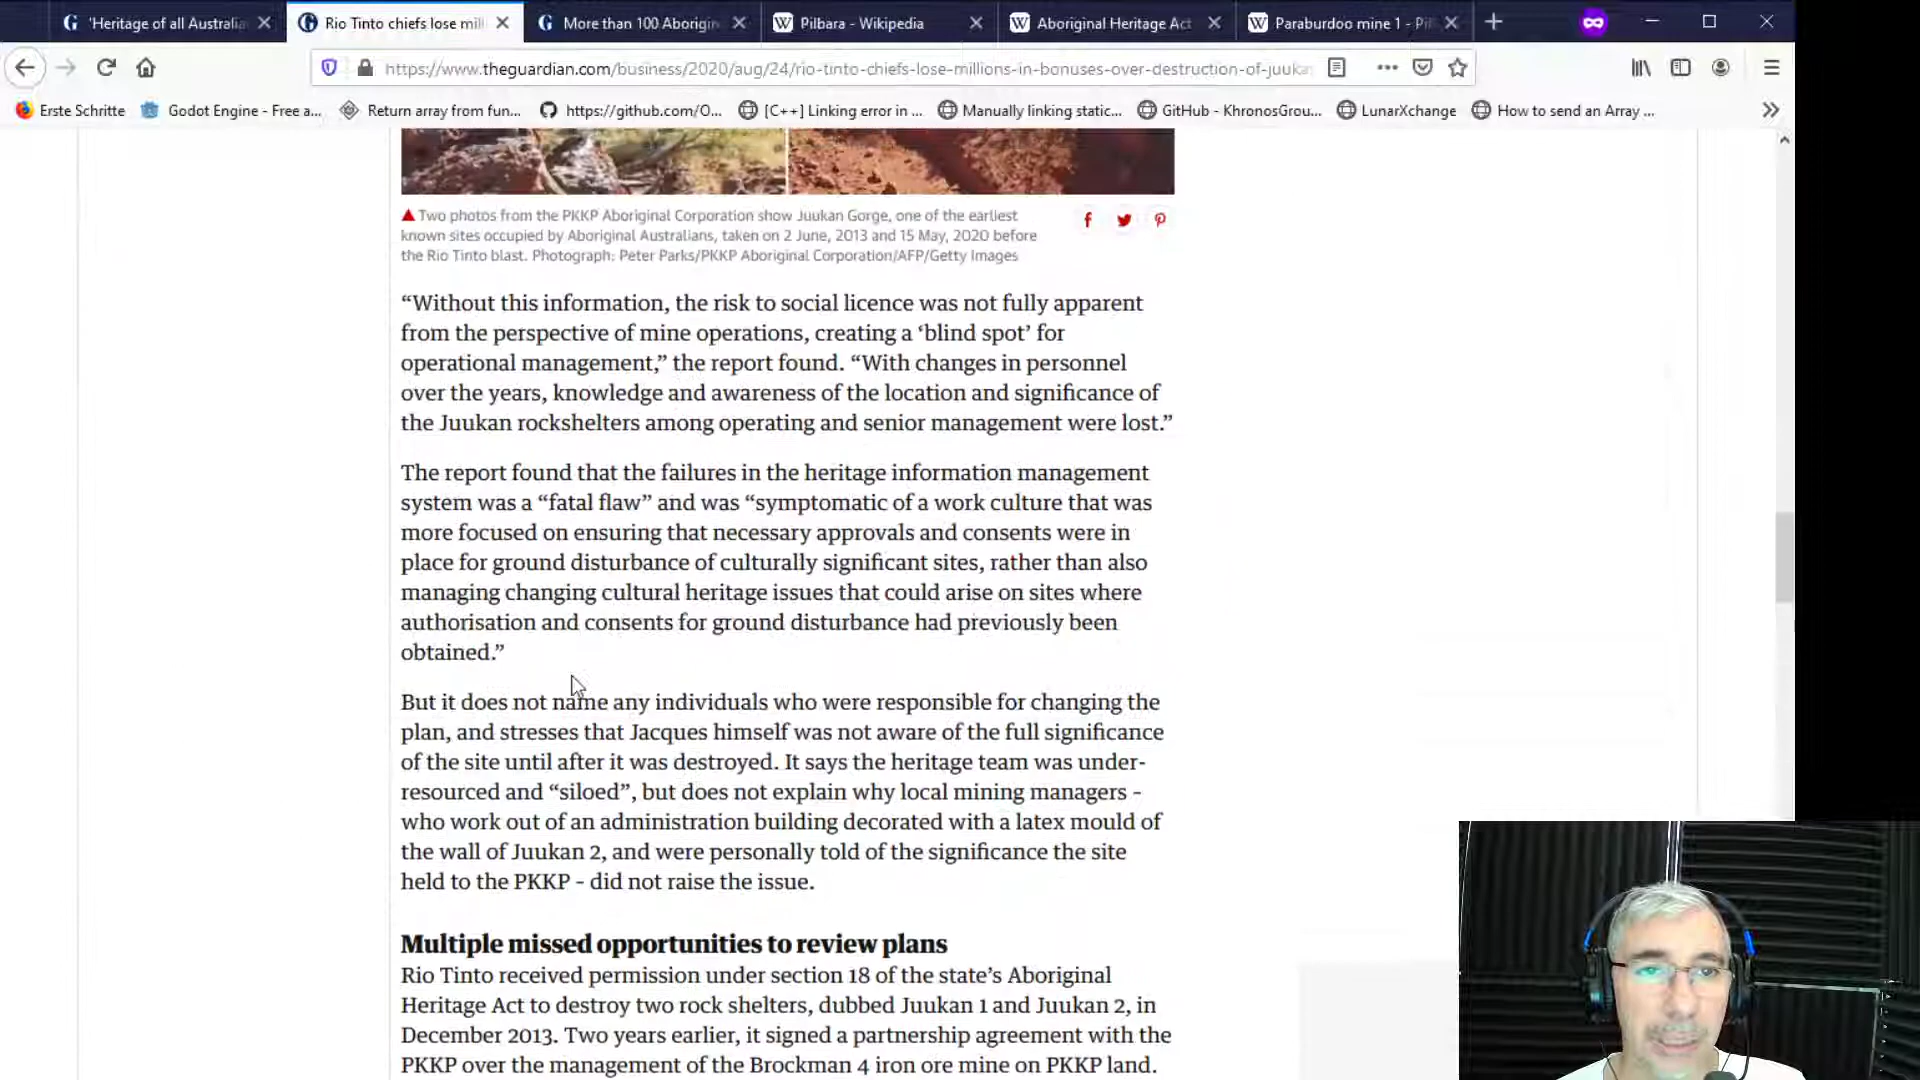 'Heritage of all Australia
Rio Tinto chiefs lose mil
More than 100 Aborigin
Pilbara - Wikipedia
Aboriginal Heritage Act
Paraburdoo mine 1 - Pi
https://www.theguardian.com/business/2020/aug/24/rio-tinto-chiefs-lose-millions-in-bonuses-over-destruction-of-juuka
Erste Schritte
Godot Engine - Free a...
Return array from fun...
https://github.com/O...
[C++] Linking error in ...
Manually linking static...
GitHub - KhronosGrou...
LunarXchange
How to send an Array ...
Two photos from the PKKP Aboriginal Corporation show Juukan Gorge, one of the earliest
known sites occupied by Aboriginal Australians, taken on 2 June, 2013 and 15 May, 2020 before
the Rio Tinto blast. Photograph: Peter Parks/PKKP Aboriginal Corporation/AFP/Getty Images
“Without this information, the risk to social licence was not fully apparent
from the perspective of mine operations, creating a ‘blind spot’ for
operational management,” the report found. “With changes in personnel
over the years, knowledge and awareness of the location and significance of
the Juukan rockshelters among operating and senior management were lost.”
The report found that the failures in the heritage information management
system was a “fatal flaw” and was “symptomatic of a work culture that was
more focused on ensuring that necessary approvals and consents were in
place for ground disturbance of culturally significant sites, rather than also
managing changing cultural heritage issues that could arise on sites where
authorisation and consents for ground disturbance had previously been
obtained.”
But it does not name any individuals who were responsible for changing the
plan, and stresses that Jacques himself was not aware of the full significance
of the site until after it was destroyed. It says the heritage team was under-
resourced and “siloed”, but does not explain why local mining managers –
who work out of an administration building decorated with a latex mould of
the wall of Juukan 2, and were personally told of the significance the site
held to the PKKP – did not raise the issue.
Multiple missed opportunities to review plans
Rio Tinto received permission under section 18 of the state’s Aboriginal
Heritage Act to destroy two rock shelters, dubbed Juukan 1 and Juukan 2, in
December 2013. Two years earlier, it signed a partnership agreement with the
PKKP over the management of the Brockman 4 iron ore mine on PKKP land.